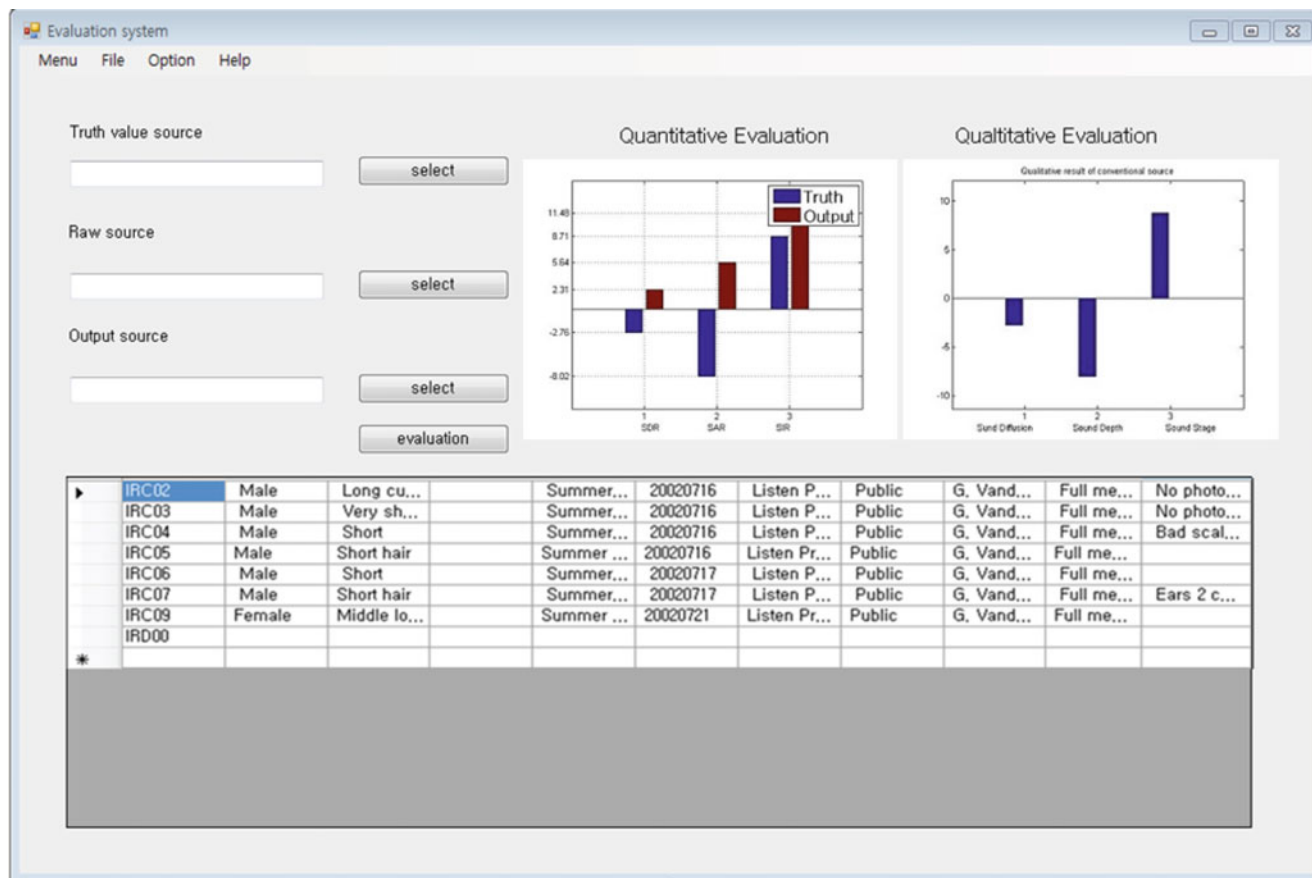 Evaluation system
Menu File Option Help
Truth value source
select
Raw source
select
Output source
select
evaluation
Quantitative Evaluation
Truth
Output
11.48
8.71
5.64
2.31
-2.76
-8.02
1 2 3
SDR SAR SIR
Qualtitative Evaluation
Qualitative result of conventional source
10
5
0
-5
-10
1 2 3
Sund Diffusion Sound Depth Sound Stage
IRC02 Male Long cu... Summer... 20020716 Listen P... Public G, Vand... Full me... No photo...
IRC03 Male Very sh... Summer... 20020716 Listen P... Public G, Vand... Full me... No photo...
IRC04 Male Short Summer... 20020716 Listen P... Public G, Vand... Full me... Bad scal...
IRC05 Male Short hair Summer ... 20020716 Listen Pr... Public G, Vand... Full me...
IRC06 Male Short Summer... 20020717 Listen P... Public G, Vand... Full me...
IRC07 Male Short hair Summer... 20020717 Listen P... Public G, Vand... Full me... Ears 2 c...
IRC09 Female Middle lo... Summer ... 20020721 Listen Pr... Public G, Vand... Full me...
IRD00